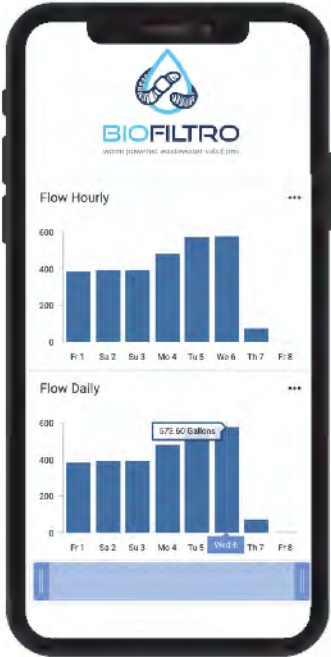 BIOFILTRO
worm powered wastewater solutions
Flow Hourly
600
400
200
0
Fr 1 Sa 2 Su 3 Mo 4 Tu 5 We 6 Th 7 Fr 8
Flow Daily
600
573.60 Gallons
400
200
0
Fr 1 Sa 2 Su 3 Mo 4 Tu 5 Wed 6 Th 7 Fr 8